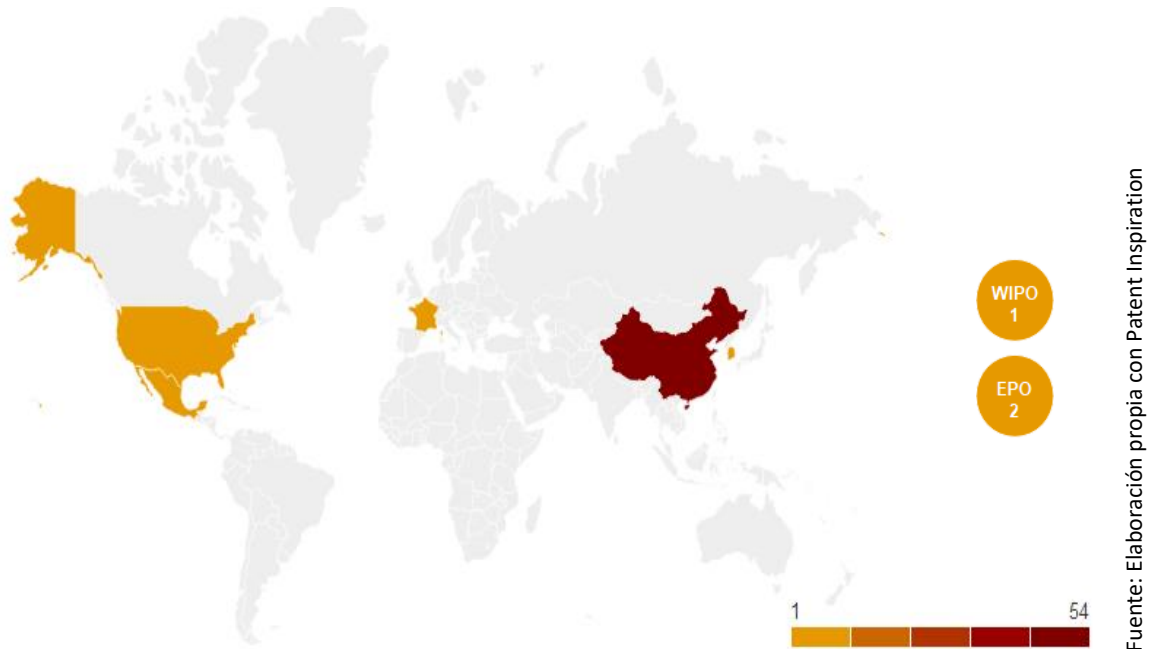 WIPO
1
EPO
2
1 54
Fuente: Elaboración propia con Patent Inspiration